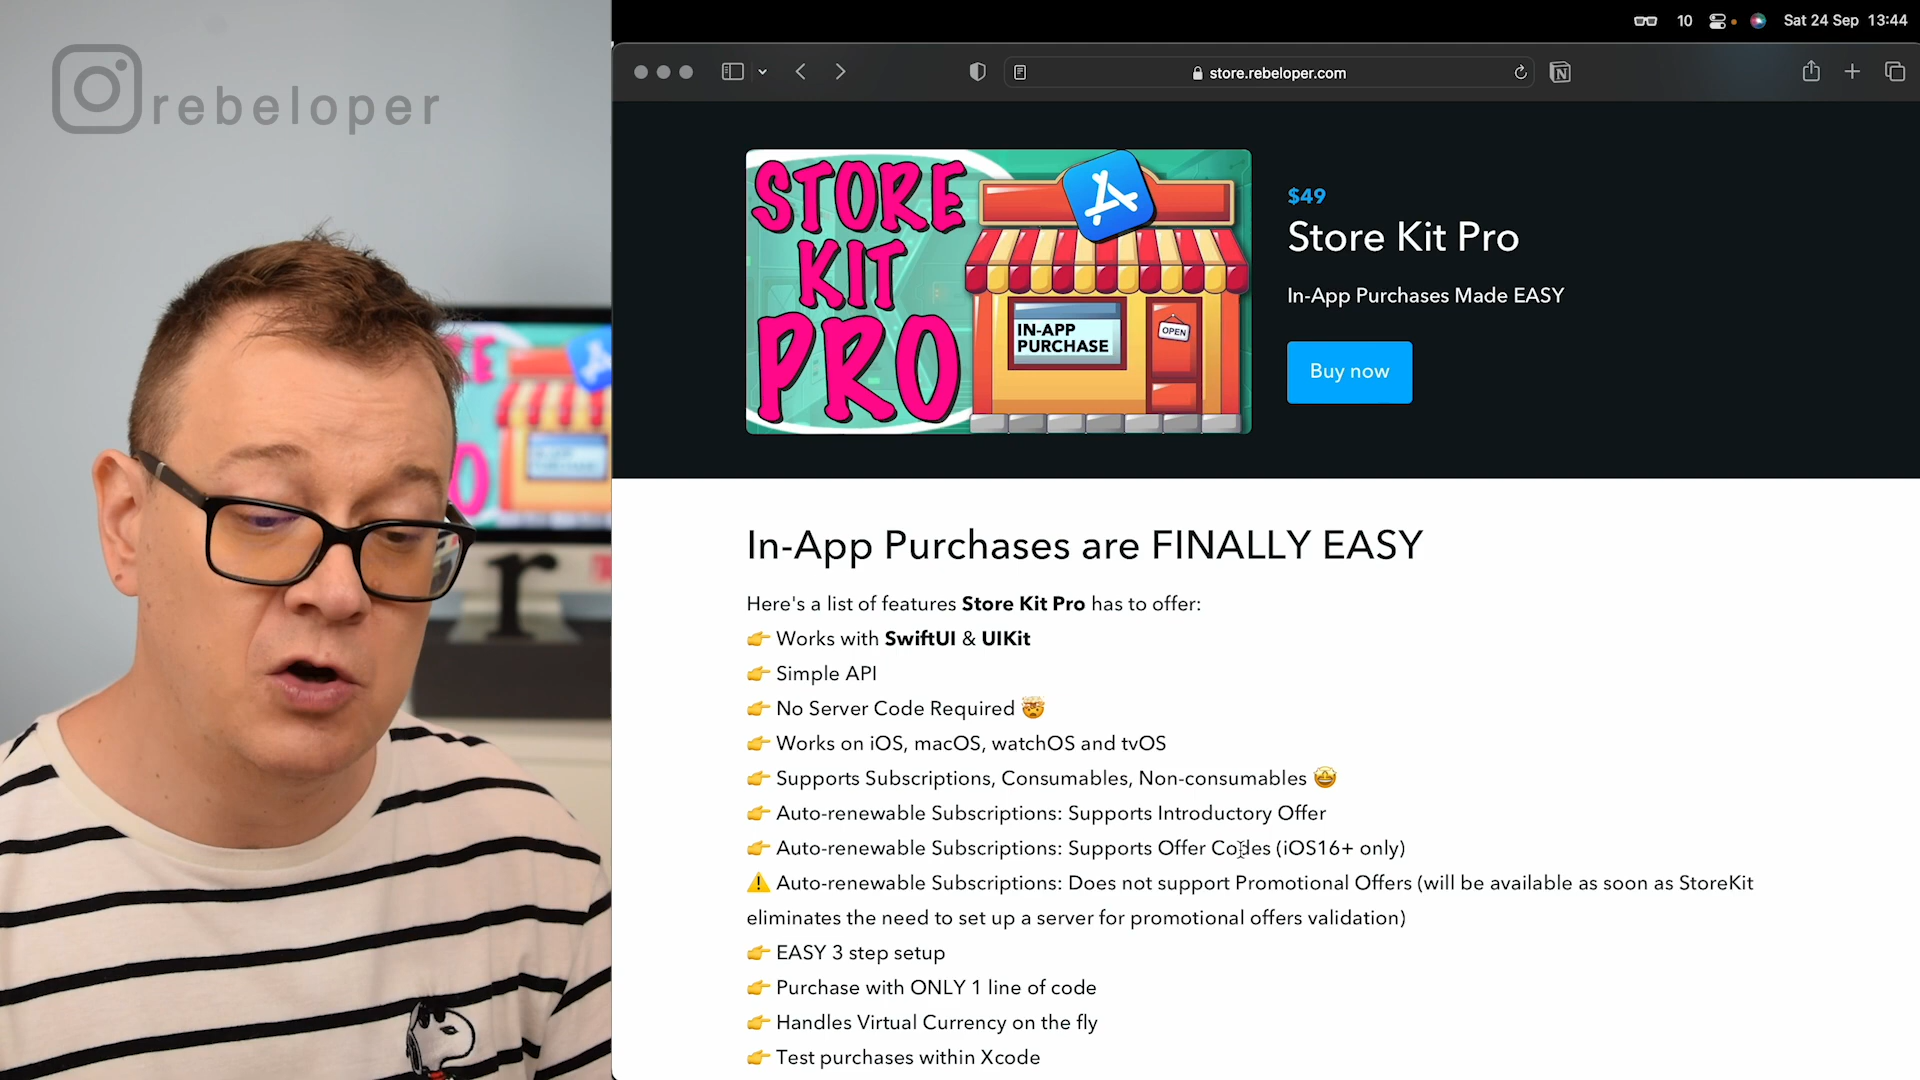 rebeloper
10
Sat 24 Sep 13:44
store.rebeloper.com
STORE
KIT
PRO
IN-APP
PURCHASE
OPEN
$49
Store Kit Pro
In-App Purchases Made EASY
Buy now
In-App Purchases are FINALLY EASY
Here's a list of features Store Kit Pro has to offer:
👉 Works with SwiftUI & UIKit
👉 Simple API
👉 No Server Code Required 🤯
👉 Works on iOS, macOS, watchOS and tvOS
👉 Supports Subscriptions, Consumables, Non-consumables 🤩
👉 Auto-renewable Subscriptions: Supports Introductory Offer
👉 Auto-renewable Subscriptions: Supports Offer Codes (iOS16+ only)
⚠️ Auto-renewable Subscriptions: Does not support Promotional Offers (will be available as soon as StoreKit
eliminates the need to set up a server for promotional offers validation)
👉 EASY 3 step setup
👉 Purchase with ONLY 1 line of code
👉 Handles Virtual Currency on the fly
👉 Test purchases within Xcode